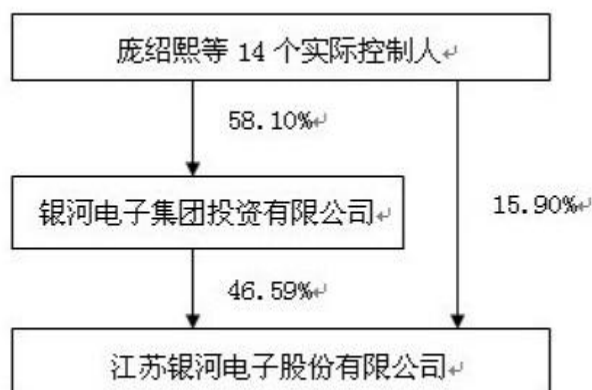 庞绍熙等 14 个实际控制人↵
58.10%↵
银河电子集团投资有限公司↵
15.90%↵
46.59%↵
江苏银河电子股份有限公司↵